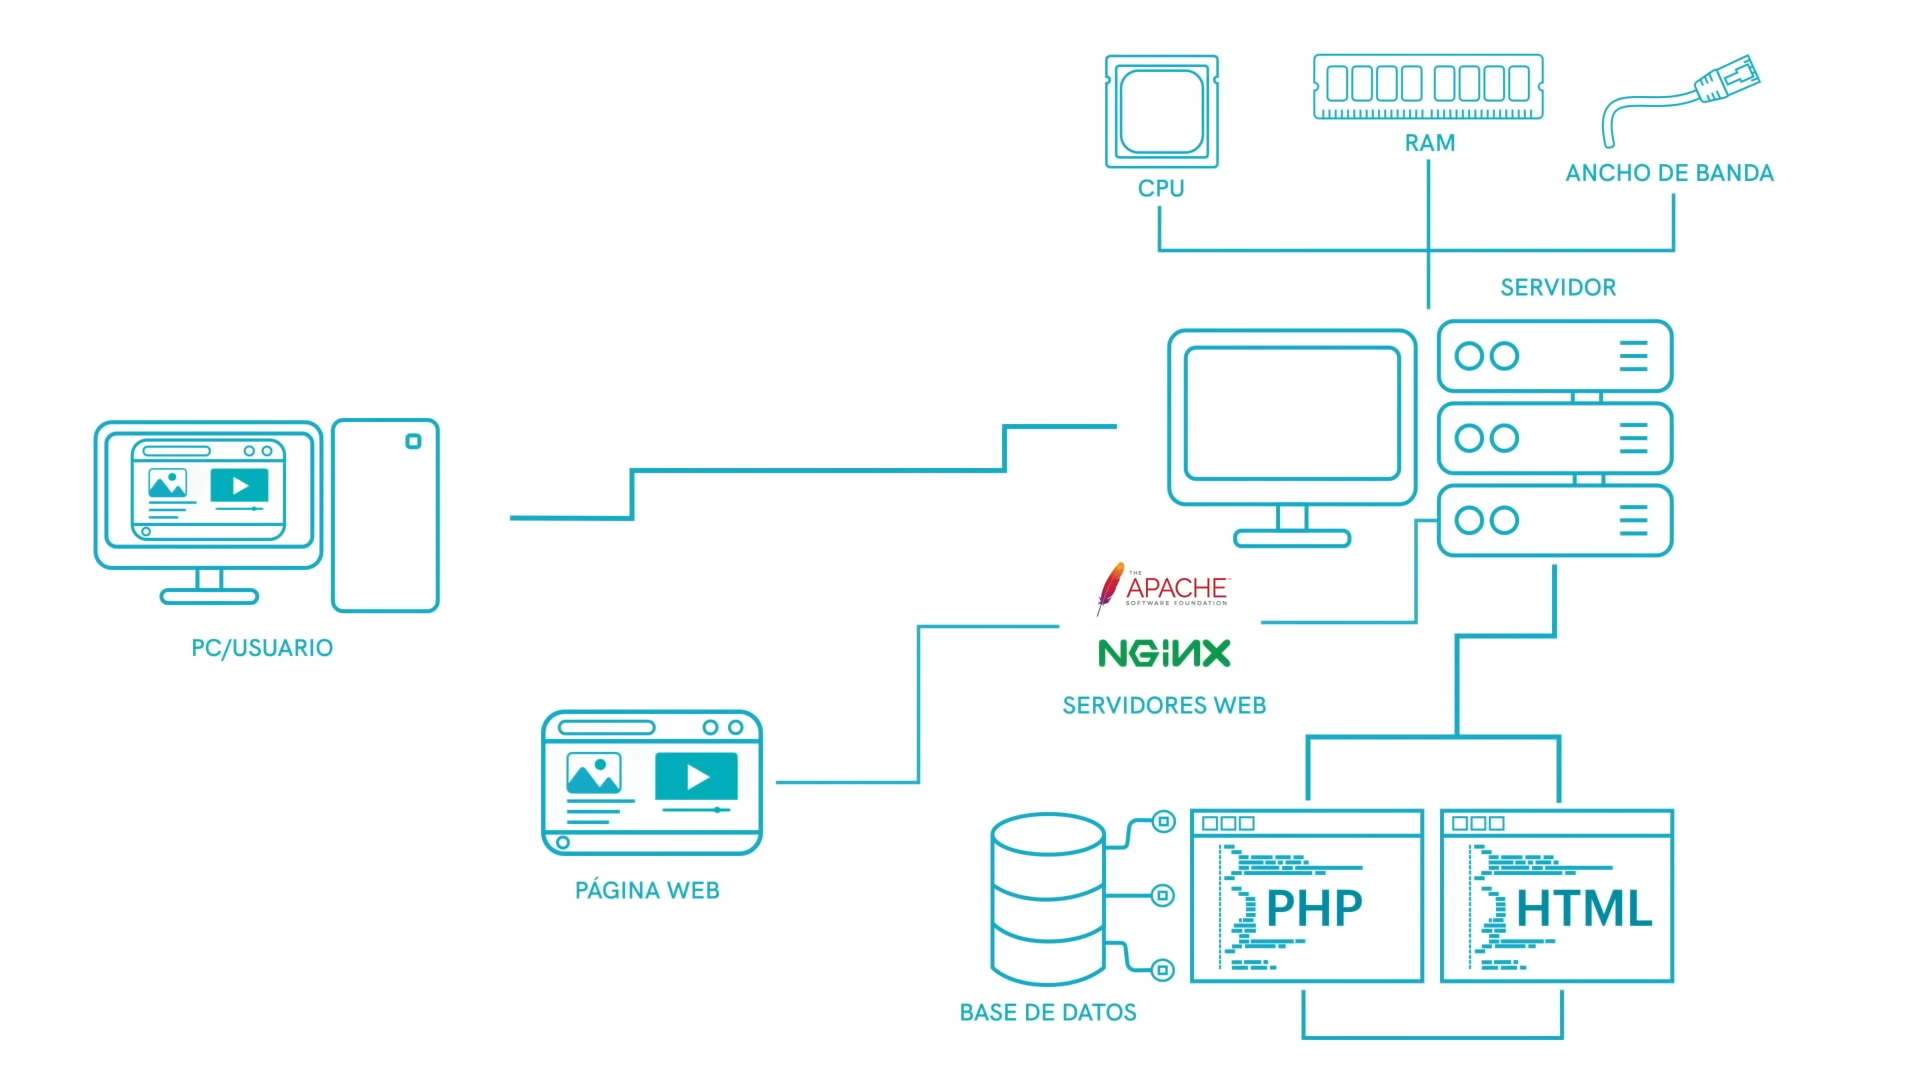 CPU
RAM
ANCHO DE BANDA
SERVIDOR
PC/USUARIO
THE
APACHE™
SOFTWARE FOUNDATION
NGINX
SERVIDORES WEB
PÁGINA WEB
BASE DE DATOS
PHP
HTML